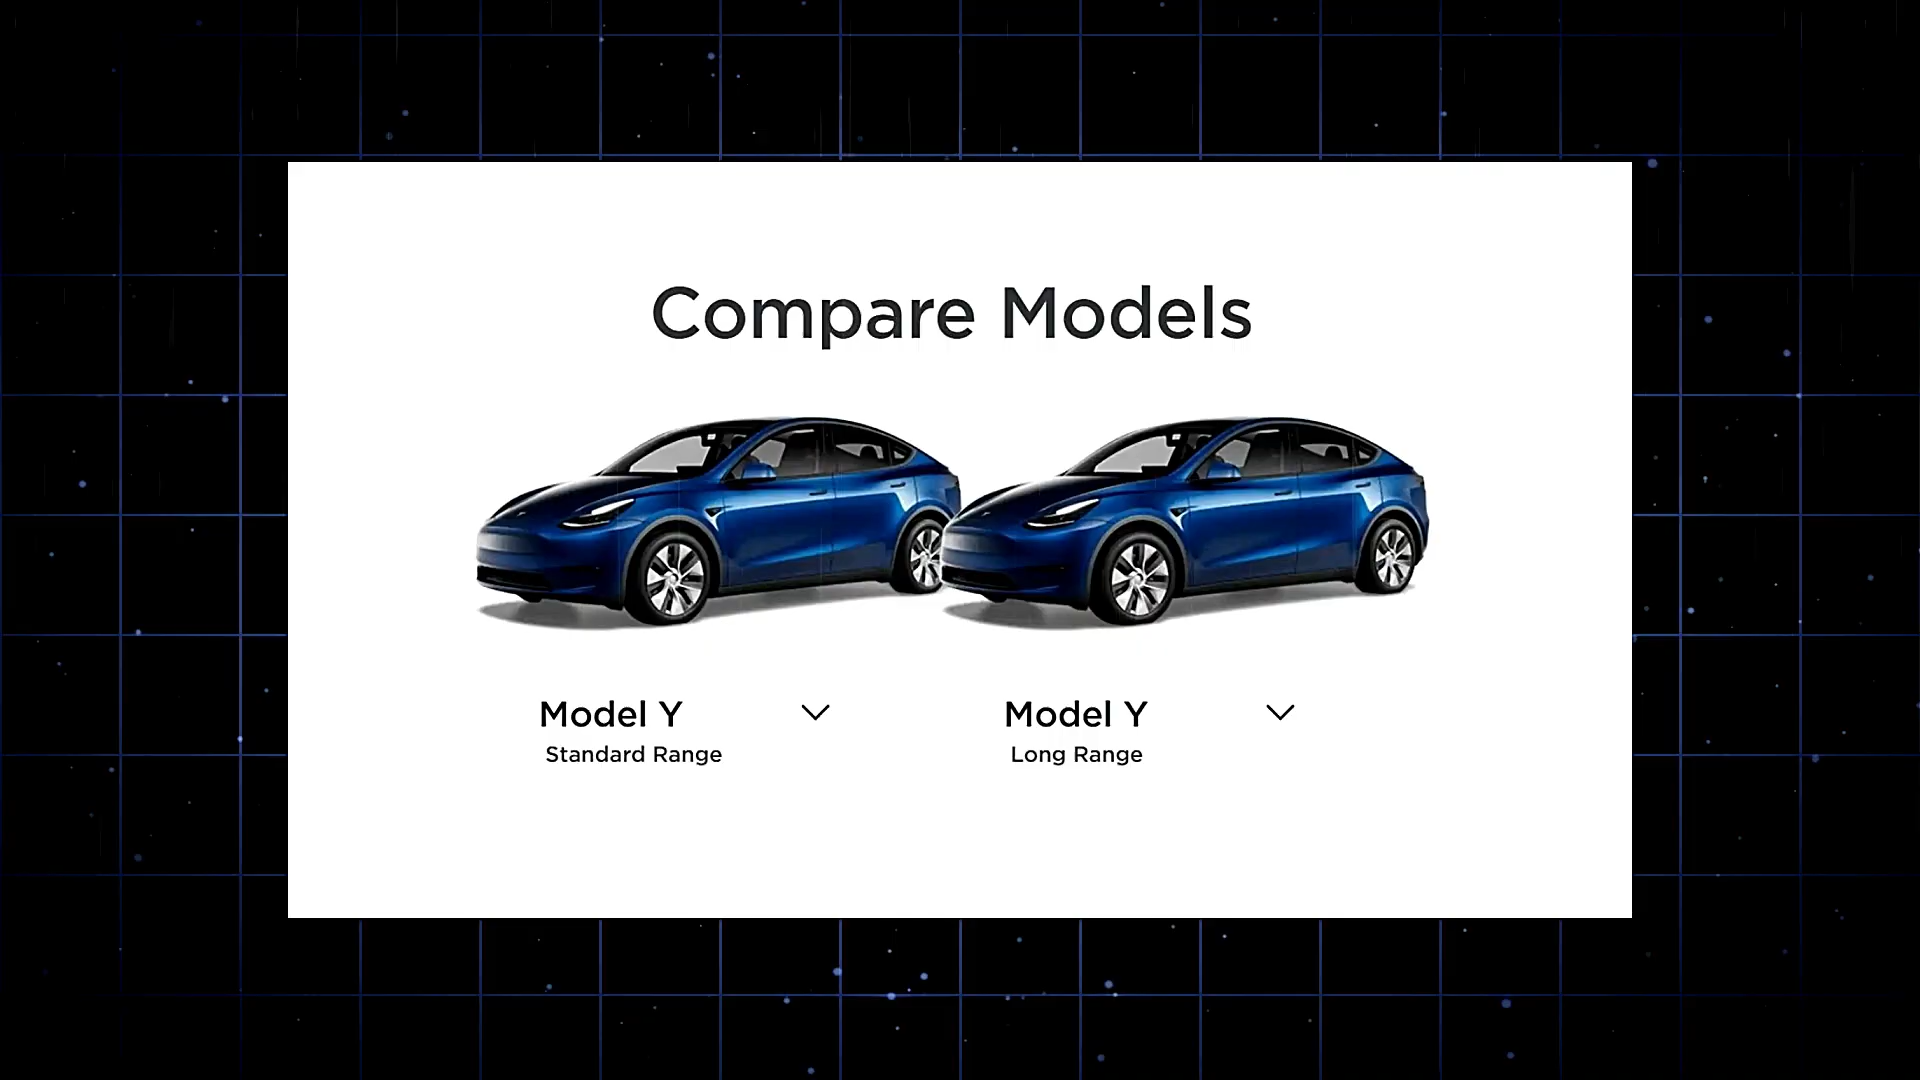 Compare Models
Model Y
Standard Range
Model Y
Long Range